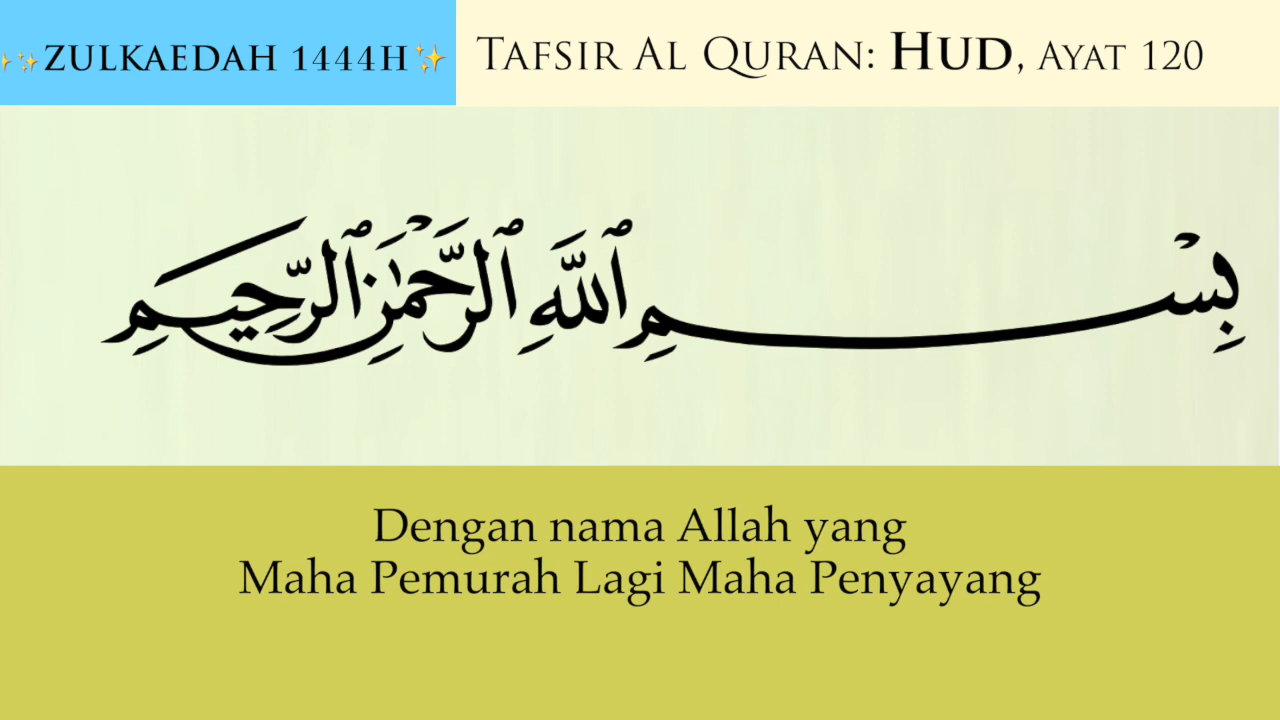 ✨✨ZULKAEDAH 1444H✨
TAFSIR AL QURAN: HUD, AYAT 120
بِسْمِ ٱللَّهِ ٱلرَّحْمَٰنِ ٱلرَّحِيمِ
Dengan nama Allah yang
Maha Pemurah Lagi Maha Penyayang